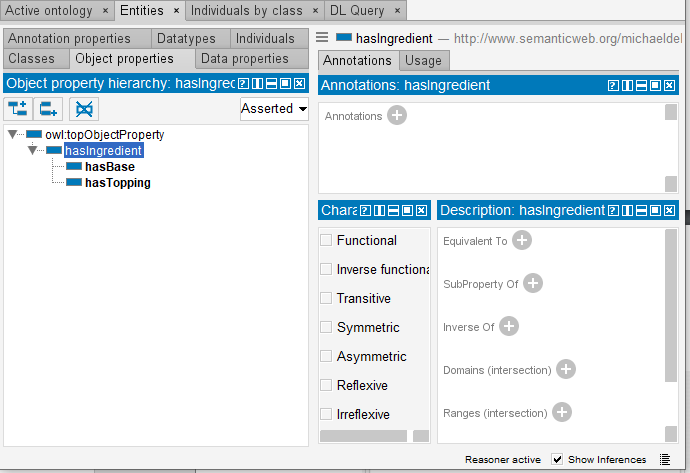 Active ontology × Entities × Individuals by class × DL Query ×
Annotation properties Datatypes Individuals
Classes Object properties Data properties
Object property hierarchy: hasIngred
Asserted
owl:topObjectProperty
hasIngredient
hasBase
hasTopping
hasIngredient — http://www.semanticweb.org/michaeldel
Annotations Usage
Annotations: hasIngredient
Annotations
Chara
Functional
Inverse functiona
Transitive
Symmetric
Asymmetric
Reflexive
Irreflexive
Description: hasIngredient
Equivalent To
SubProperty Of
Inverse Of
Domains (intersection)
Ranges (intersection)
Reasoner active Show Inferences